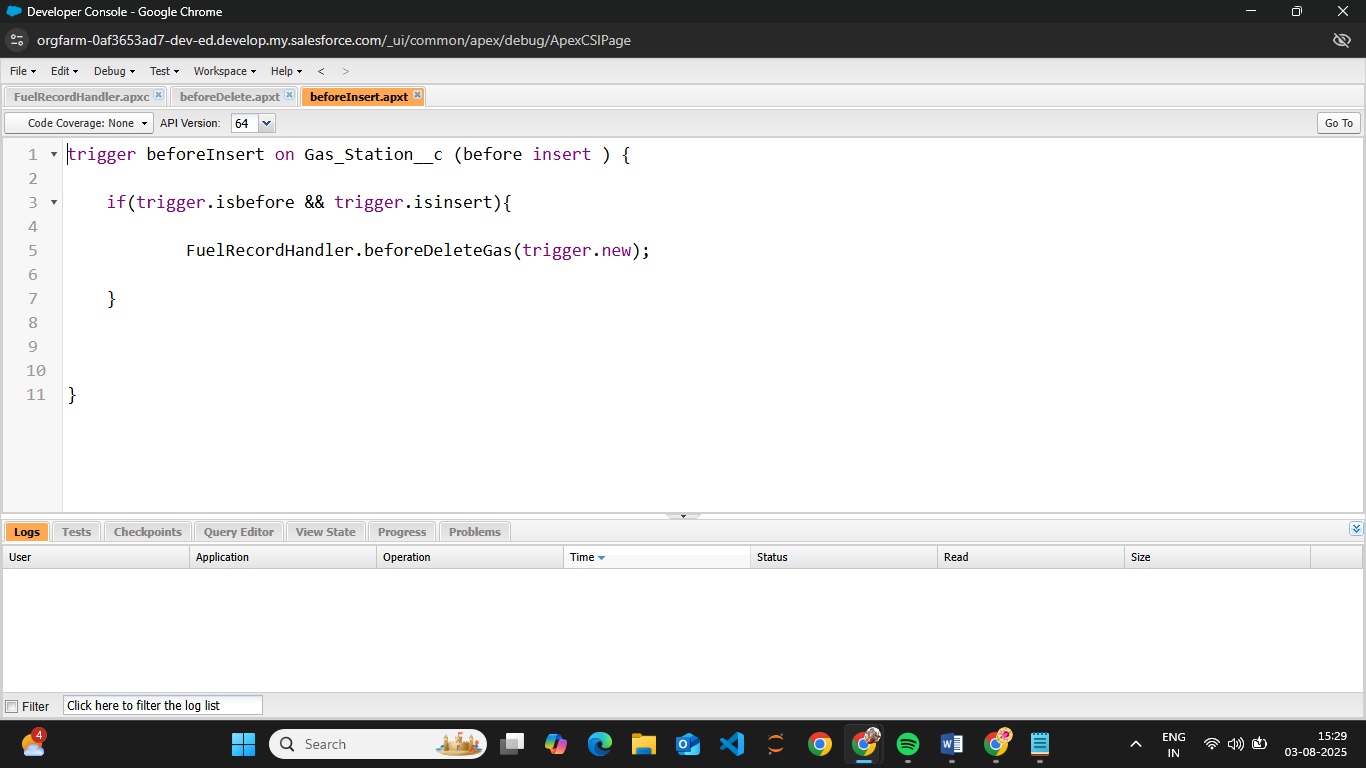 Developer Console - Google Chrome
orgfarm-0af3653ad7-dev-ed.develop.my.salesforce.com/_ui/common/apex/debug/ApexCSIPage
File Edit Debug Test Workspace Help < >
FuelRecordHandler.apxc beforeDelete.apxt beforeInsert.apxt
Code Coverage: None API Version: 64 Go To
1 trigger beforeInsert on Gas_Station__c (before insert ) {
2
3 if(trigger.isbefore && trigger.isinsert){
4
5 FuelRecordHandler.beforeDeleteGas(trigger.new);
6
7 }
8
9
10
11 }
Logs Tests Checkpoints Query Editor View State Progress Problems
User Application Operation Time Status Read Size
Filter Click here to filter the log list
4 Search ENG 15:29
IN 03-08-2025